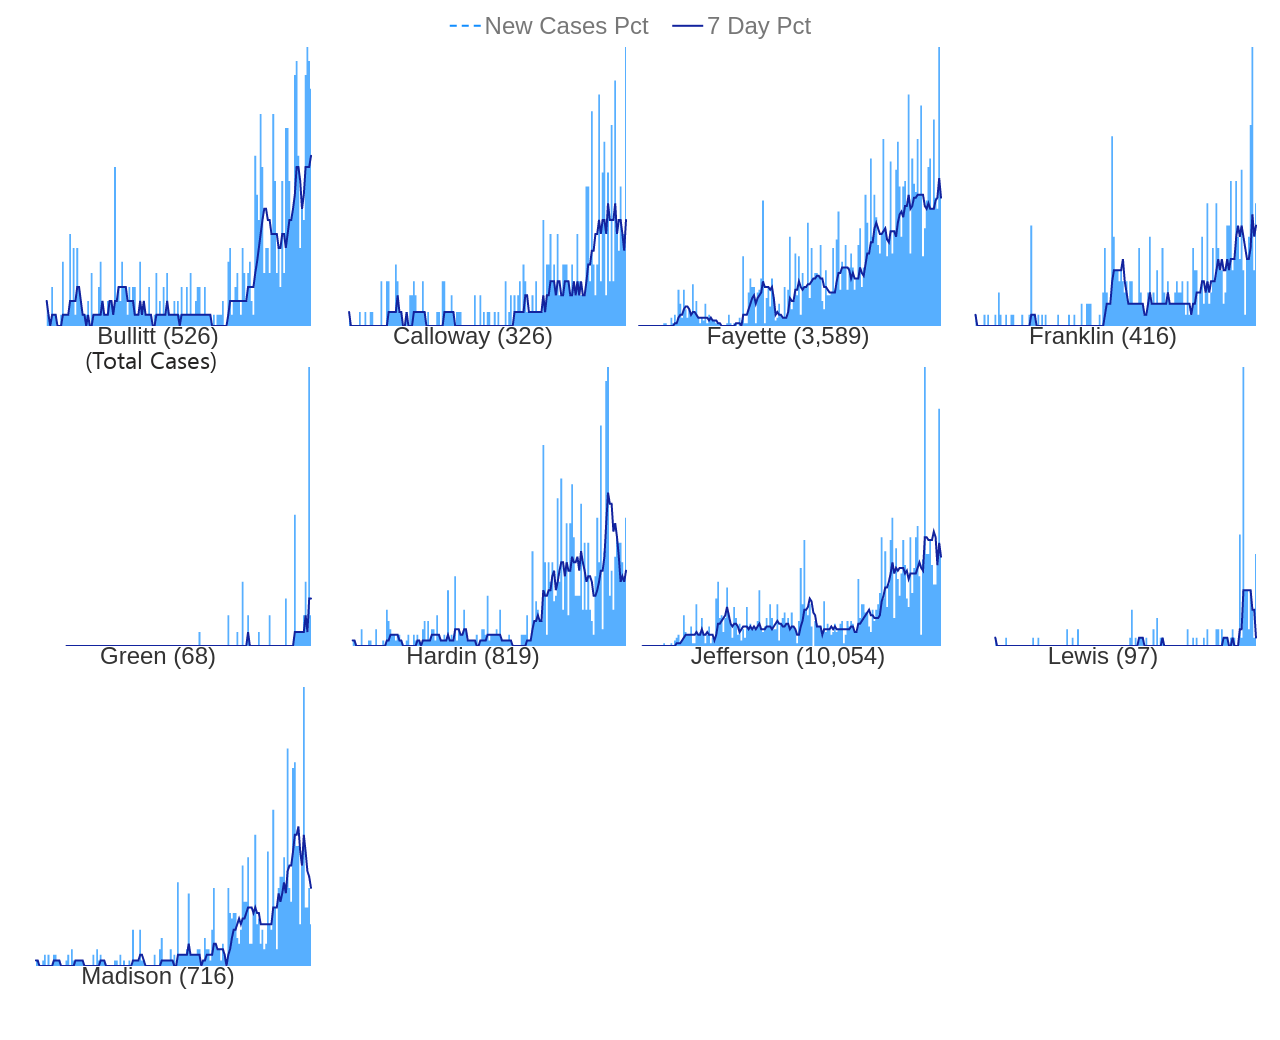 New Cases Pct 7 Day Pct
Bullitt (526) Calloway (326) Fayette (3,589) Franklin (416)
(Total Cases)
Green (68) Hardin (819) Jefferson (10,054) Lewis (97)
Madison (716)